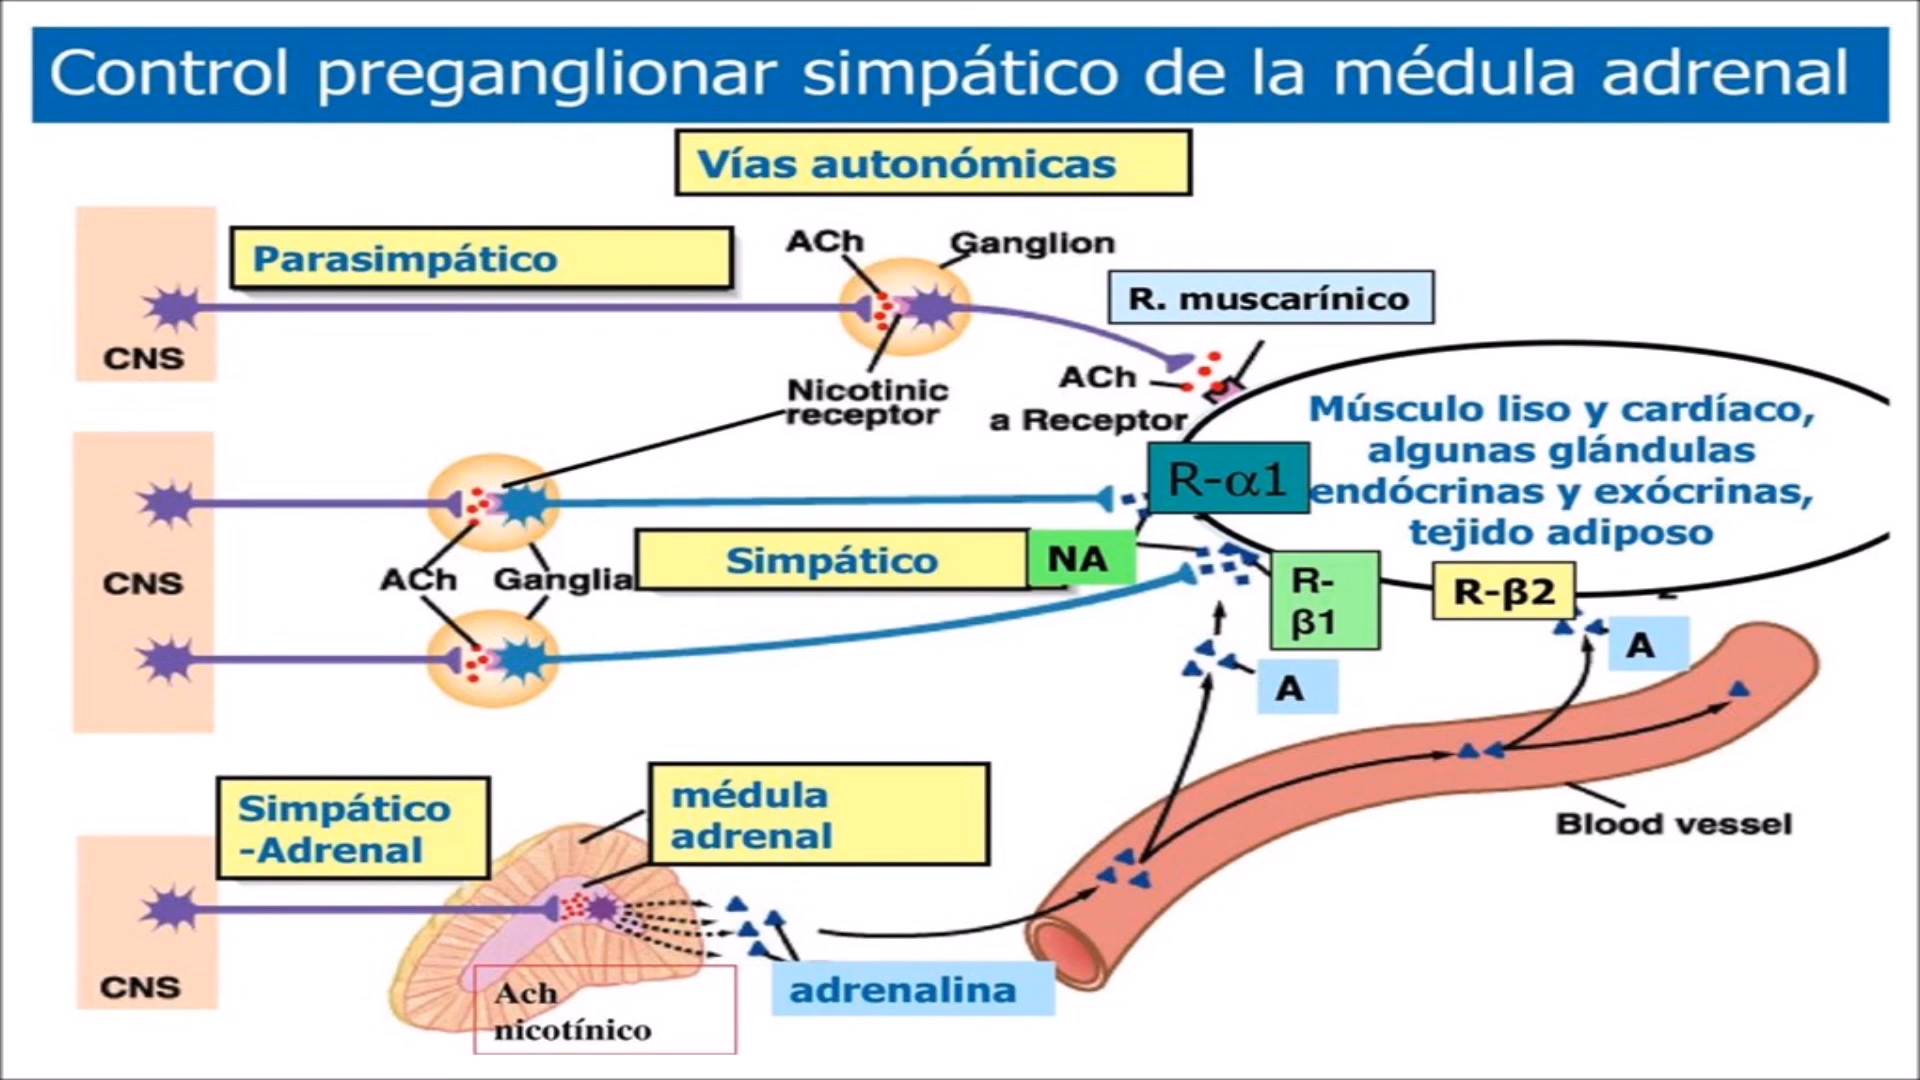 Control preganglionar simpático de la médula adrenal
Vías autonómicas
Parasimpático
ACh
Ganglion
R. muscarínico
CNS
Nicotinic
receptor
ACh
a Receptor
Músculo liso y cardíaco,
algunas glándulas
endócrinas y exócrinas,
tejido adiposo
R-α1
Simpático
NA
CNS
ACh
Ganglia
R-
β1
R-β2
A
A
Simpático
-Adrenal
médula
adrenal
Blood vessel
CNS
Ach
nicotínico
adrenalina